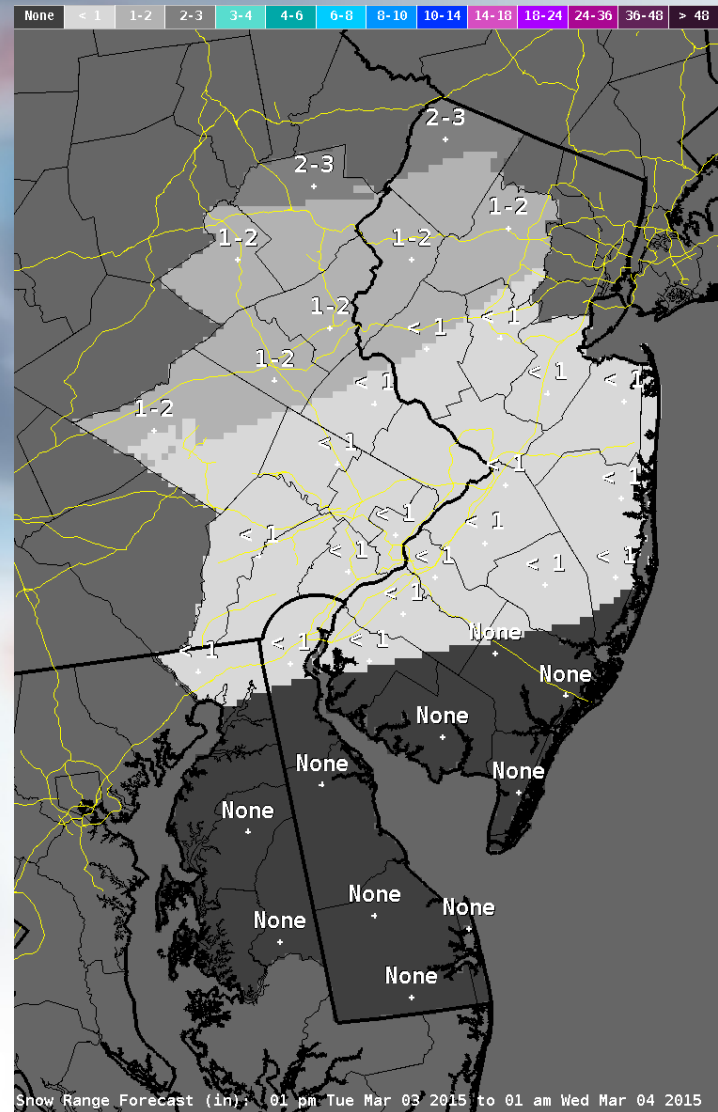 None < 1 1-2 2-3 3-4 4-6 6-8 8-10 10-14 14-18 18-24 24-36 36-48 > 48
2-3
2-3
1-2
1-2
1-2
1-2
< 1
< 1
1-2
< 1
< 1
< 1
1-2
< 1
< 1
< 1
< 1
< 1
< 1
< 1
< 1
< 1
< 1
< 1
< 1
None
< 1
< 1
< 1
None
None
None
None
None
None
None
None
None
Snow Range Forecast (in): 01 pm Tue Mar 03 2015 to 01 am Wed Mar 04 2015